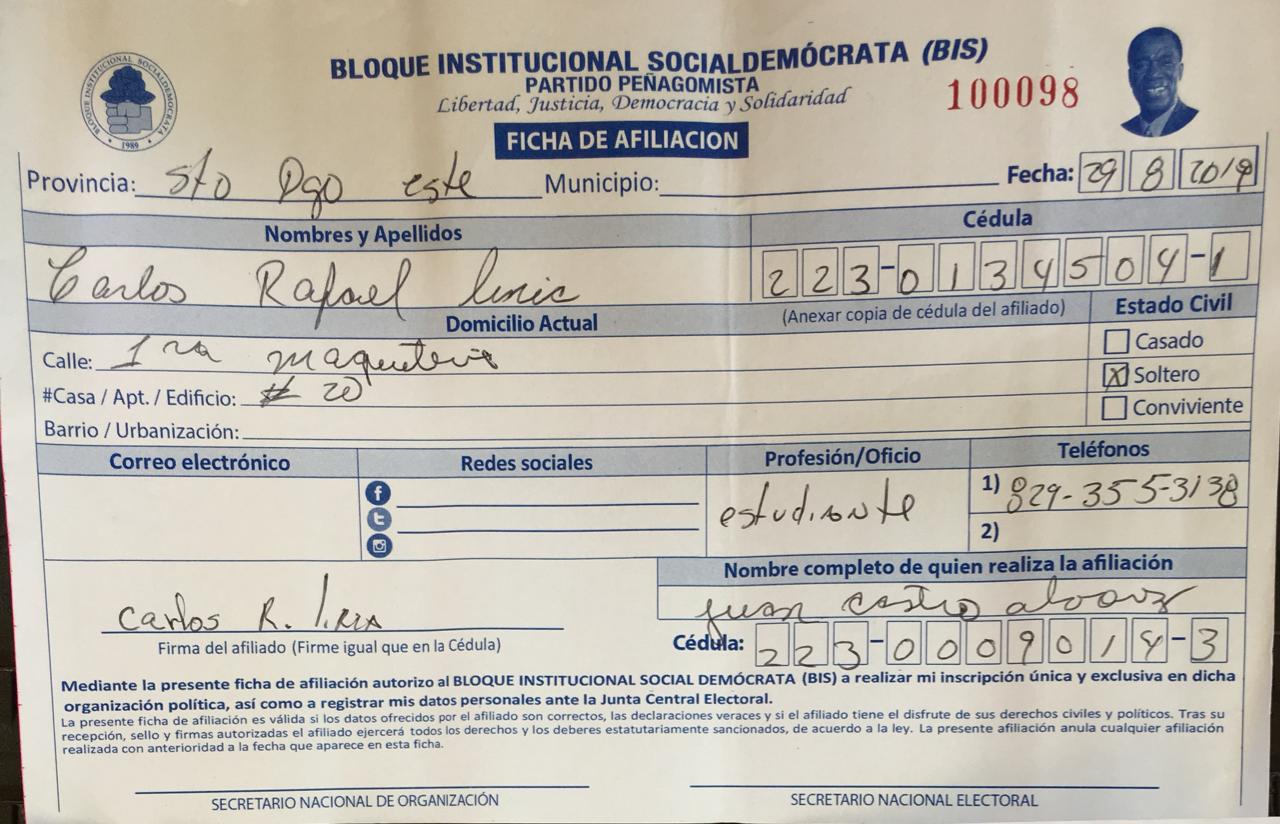 BLOQUE INSTITUCIONAL SOCIALDEMÓCRATA (BIS)
PARTIDO PEÑAGOMISTA
Libertad, Justicia, Democracia y Solidaridad
100098
BLOQUE INSTITUCIONAL SOCIALDEMOCRATA
1989
FICHA DE AFILIACION
Provincia: Sto Dgo este Municipio: Fecha: 29 8 2019
Nombres y Apellidos Cédula
Carlos Rafael 223-0134504-1
Domicilio Actual (Anexar copia de cédula del afiliado) Estado Civil
Calle: 1ra Casado
#Casa / Apt. / Edificio: # 20 X Soltero
Barrio / Urbanización: Conviviente
Correo electrónico Redes sociales Profesión/Oficio Teléfonos
estudiante 1) 829-355-3138
2)
Nombre completo de quien realiza la afiliación
Carlos R. liria juan castro
Firma del afiliado (Firme igual que en la Cédula) Cédula: 223-0009014-3
Mediante la presente ficha de afiliación autorizo al BLOQUE INSTITUCIONAL SOCIAL DEMÓCRATA (BIS) a realizar mi inscripción única y exclusiva en dicha
organización política, así como a registrar mis datos personales ante la Junta Central Electoral.
La presente ficha de afiliación es válida si los datos ofrecidos por el afiliado son correctos, las declaraciones veraces y si el afiliado tiene el disfrute de sus derechos civiles y políticos. Tras su
recepción, sello y firmas autorizadas el afiliado ejercerá todos los derechos y los deberes estatutariamente sancionados, de acuerdo a la ley. La presente afiliación anula cualquier afiliación
realizada con anterioridad a la fecha que aparece en esta ficha.
SECRETARIO NACIONAL DE ORGANIZACIÓN SECRETARIO NACIONAL ELECTORAL